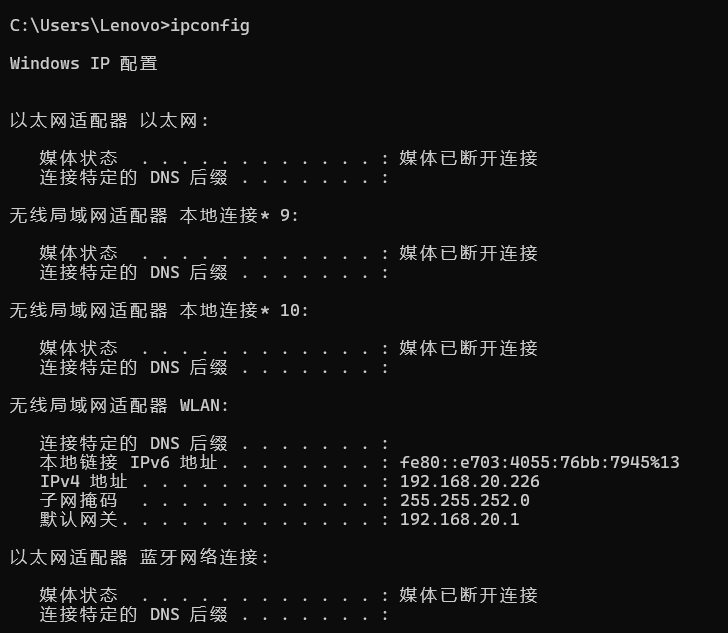 C:\Users\Lenovo>ipconfig
Windows IP 配置
以太网适配器 以太网:
媒体状态  . . . . . . . . . . . . : 媒体已断开连接
连接特定的 DNS 后缀 . . . . . . . :
无线局域网适配器 本地连接* 9:
媒体状态  . . . . . . . . . . . . : 媒体已断开连接
连接特定的 DNS 后缀 . . . . . . . :
无线局域网适配器 本地连接* 10:
媒体状态  . . . . . . . . . . . . : 媒体已断开连接
连接特定的 DNS 后缀 . . . . . . . :
无线局域网适配器 WLAN:
连接特定的 DNS 后缀 . . . . . . . :
本地链接 IPv6 地址. . . . . . . . : fe80::e703:4055:76bb:7945%13
IPv4 地址 . . . . . . . . . . . . : 192.168.20.226
子网掩码  . . . . . . . . . . . . : 255.255.252.0
默认网关. . . . . . . . . . . . . : 192.168.20.1
以太网适配器 蓝牙网络连接:
媒体状态  . . . . . . . . . . . . : 媒体已断开连接
连接特定的 DNS 后缀 . . . . . . . :